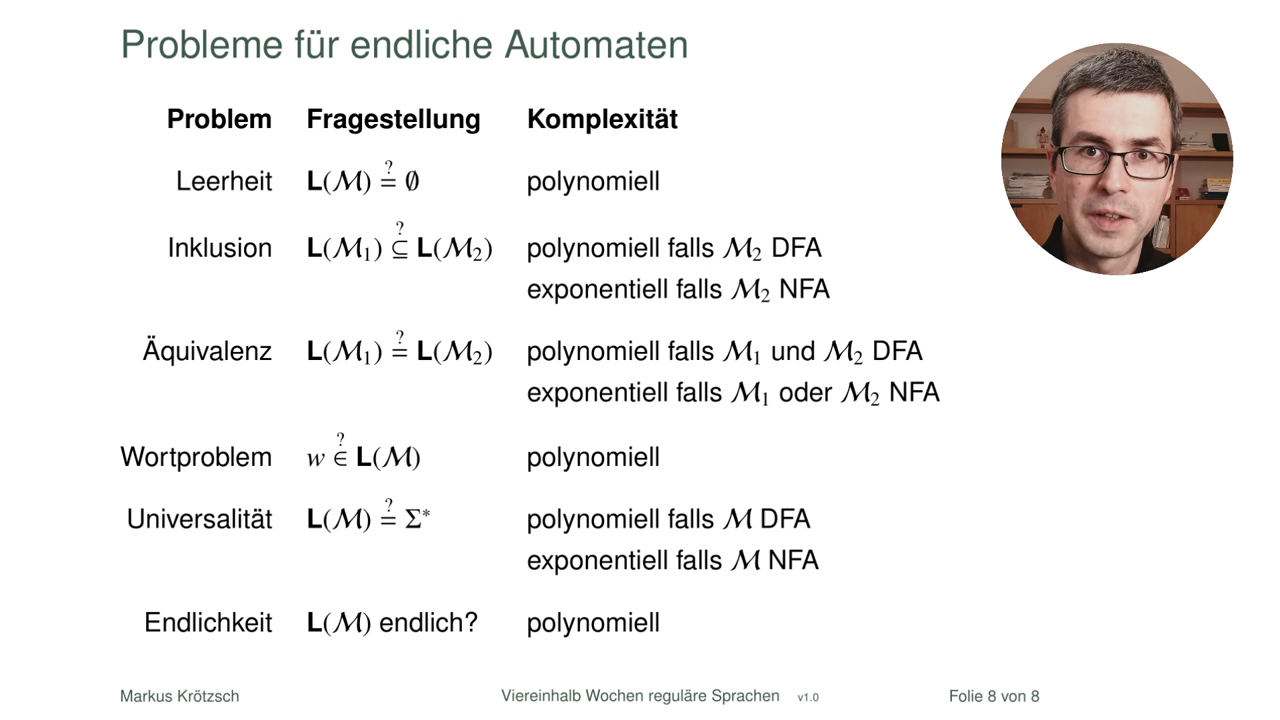 Probleme für endliche Automaten
Problem Fragestellung Komplexität
Leerheit L(M) ≟ ∅ polynomiell
Inklusion L(M₁) ⊆? L(M₂) polynomiell falls M₂ DFA
exponentiell falls M₂ NFA
Äquivalenz L(M₁) ≟ L(M₂) polynomiell falls M₁ und M₂ DFA
exponentiell falls M₁ oder M₂ NFA
Wortproblem w ∈? L(M) polynomiell
Universalität L(M) ≟ Σ* polynomiell falls M DFA
exponentiell falls M NFA
Endlichkeit L(M) endlich? polynomiell
Markus Krötzsch Viereinhalb Wochen reguläre Sprachen v1.0 Folie 8 von 8